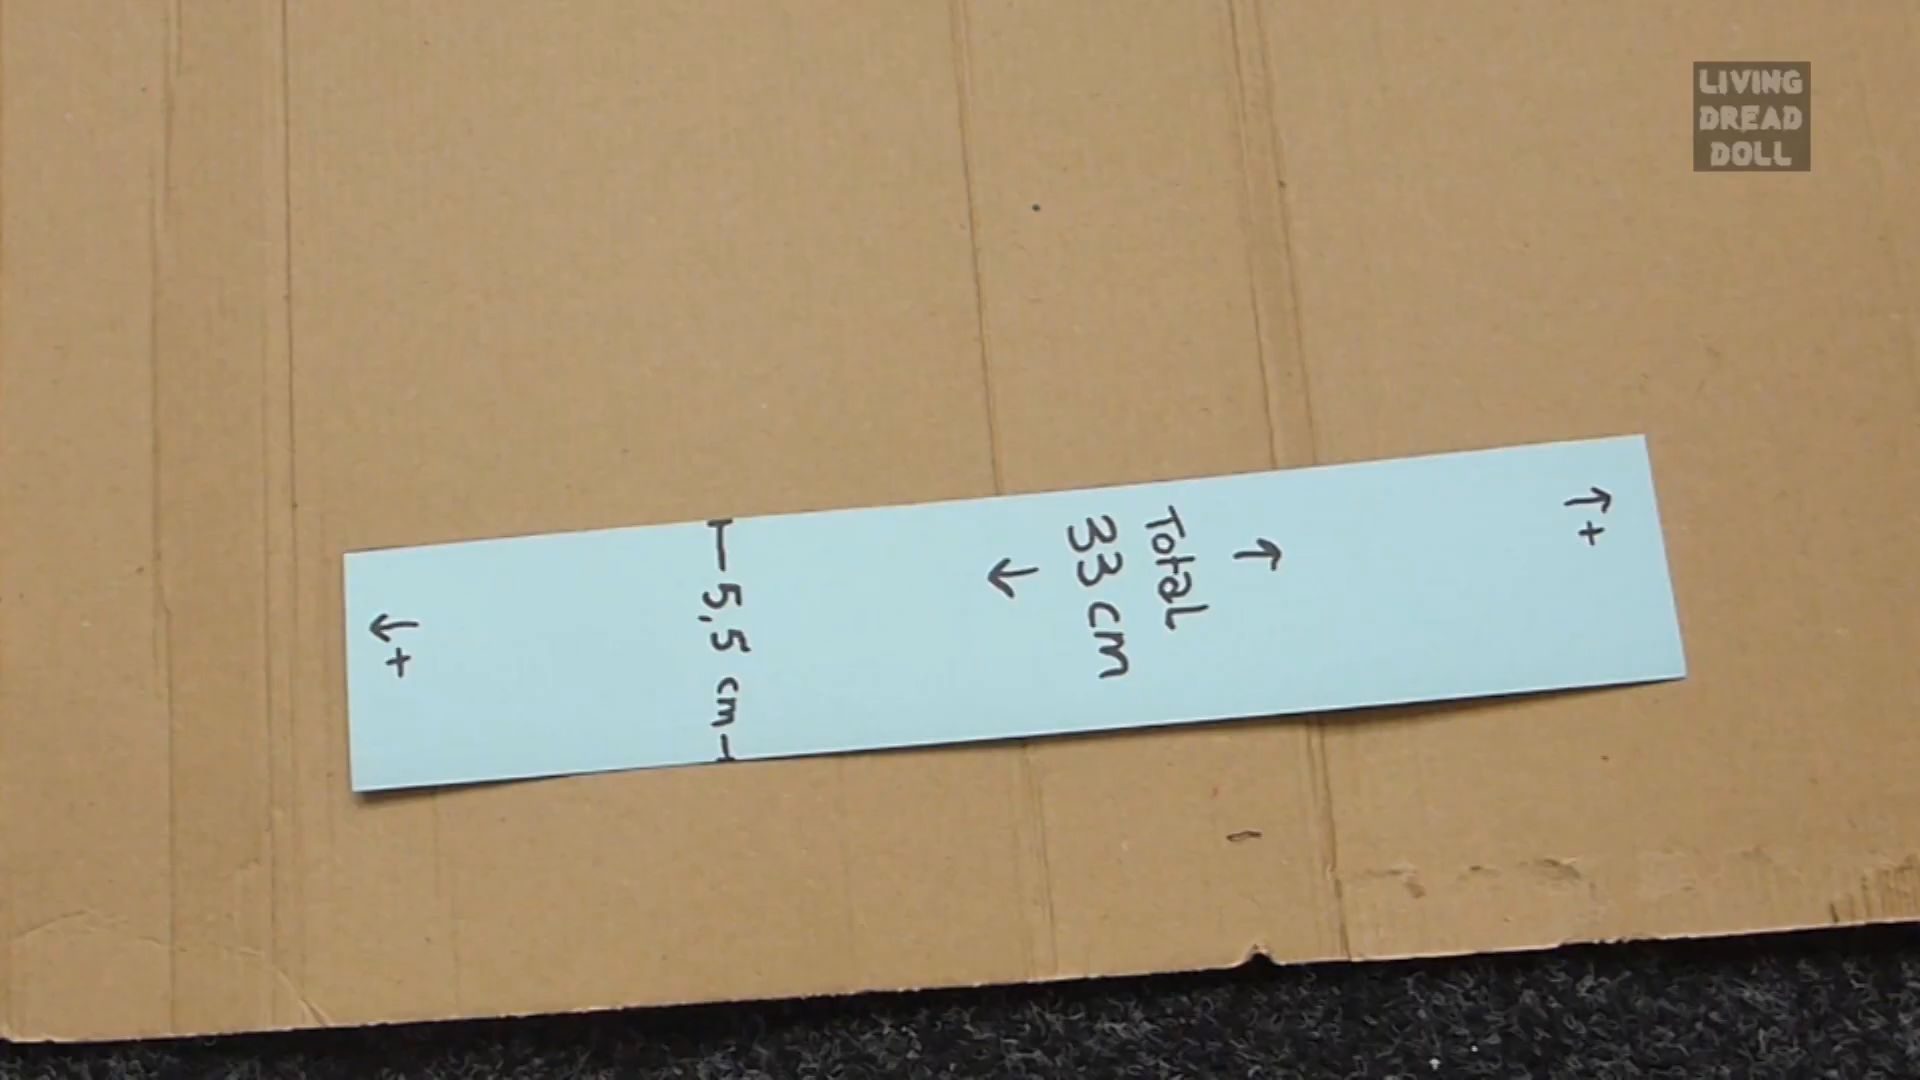 LIVING
DREAD
DOLL
↑+
↑
Total
33 cm
↓
5,5 cm
↓+